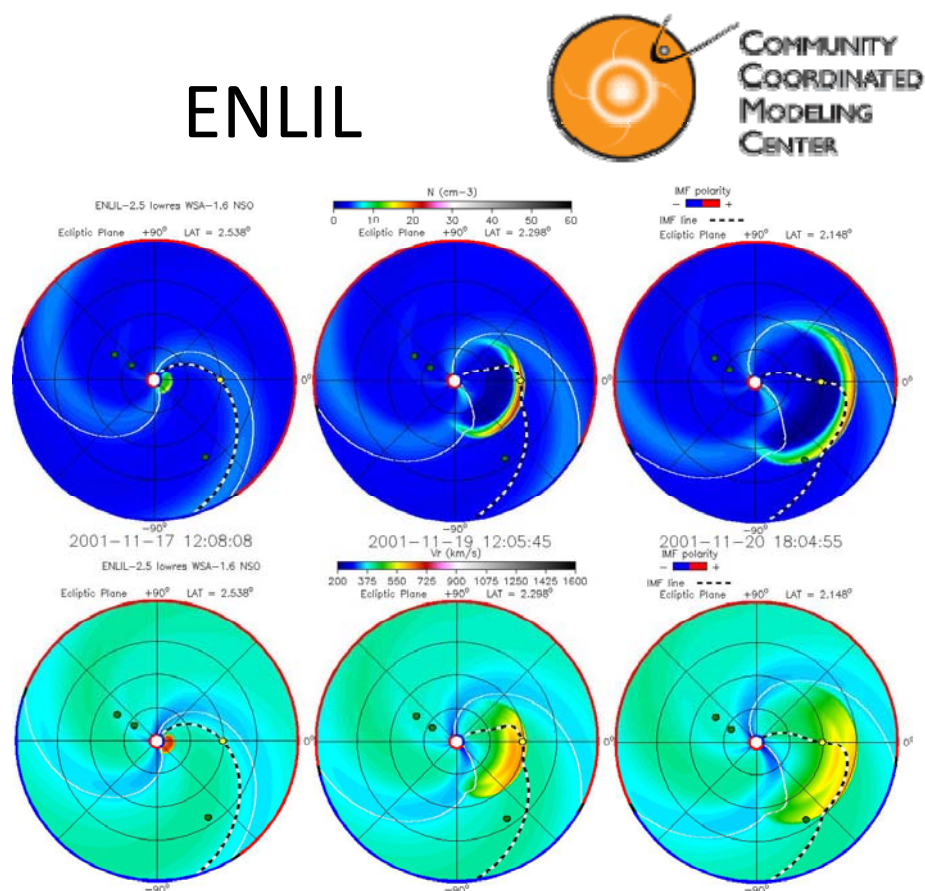 ENLIL
COMMUNITY
COORDINATED
MODELING
CENTER
ENLIL-2.5 lowres WSA-1.6 NSO
N (cm-3)
0 10 20 30 40 50 60
IMF polarity
- +
IMF line
Ecliptic Plane +90° LAT = 2.538°
Ecliptic Plane +90° LAT = 2.298°
Ecliptic Plane +90° LAT = 2.148°
0°
0°
0°
-90°
-90°
-90°
2001-11-17 12:08:08
2001-11-19 12:05:45
2001-11-20 18:04:55
ENLIL-2.5 lowres WSA-1.6 NSO
Vr (km/s)
200 375 550 725 900 1075 1250 1425 1600
IMF polarity
- +
IMF line
Ecliptic Plane +90° LAT = 2.538°
Ecliptic Plane +90° LAT = 2.298°
Ecliptic Plane +90° LAT = 2.148°
0°
0°
0°
-90°
-90°
-90°